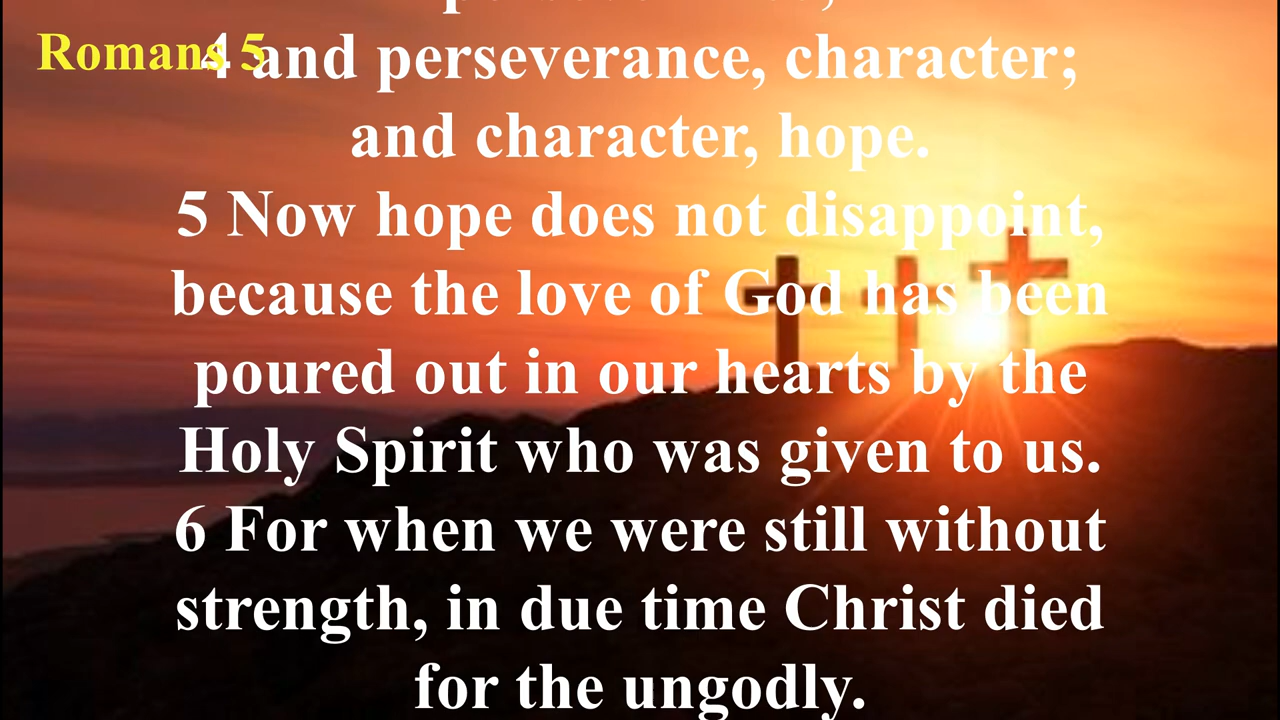 Romans 5
4 and perseverance, character;
and character, hope.
5 Now hope does not disappoint,
because the love of God has been
poured out in our hearts by the
Holy Spirit who was given to us.
6 For when we were still without
strength, in due time Christ died
for the ungodly.